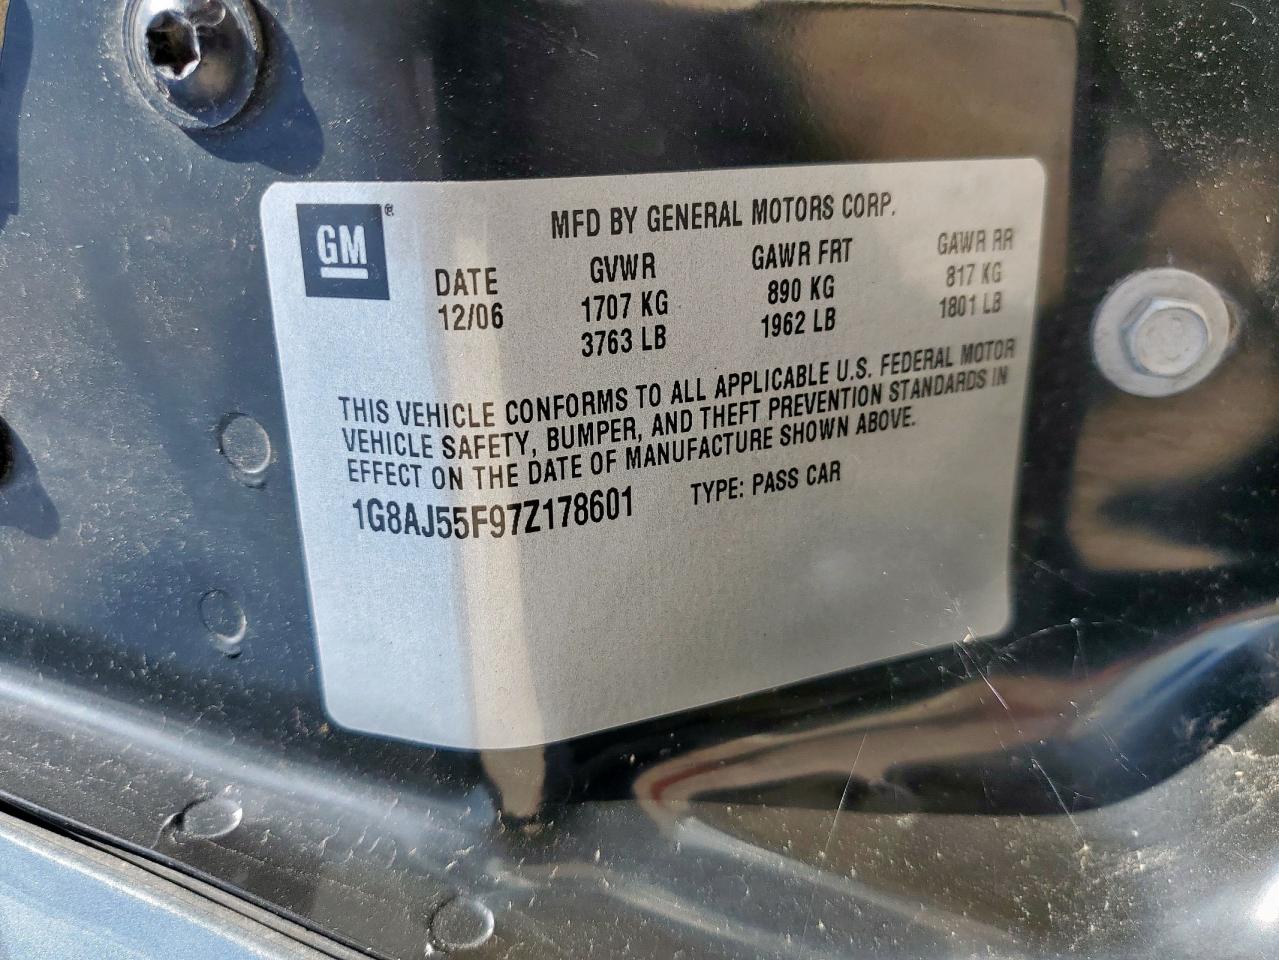 GM ®
MFD BY GENERAL MOTORS CORP.
DATE GVWR GAWR FRT GAWR RR
12/06 1707 KG 890 KG 817 KG
3763 LB 1962 LB 1801 LB
THIS VEHICLE CONFORMS TO ALL APPLICABLE U.S. FEDERAL MOTOR
VEHICLE SAFETY, BUMPER, AND THEFT PREVENTION STANDARDS IN
EFFECT ON THE DATE OF MANUFACTURE SHOWN ABOVE.
1G8AJ55F97Z178601 TYPE: PASS CAR